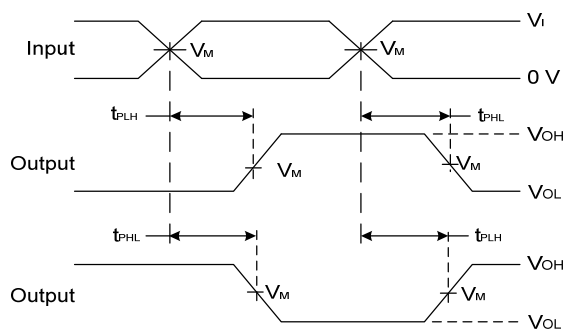 VI
Input VM VM
0 V
tPLH tPHL
VOH
Output VM VM
VOL
tPHL tPLH
VOH
Output VM VM
VOL